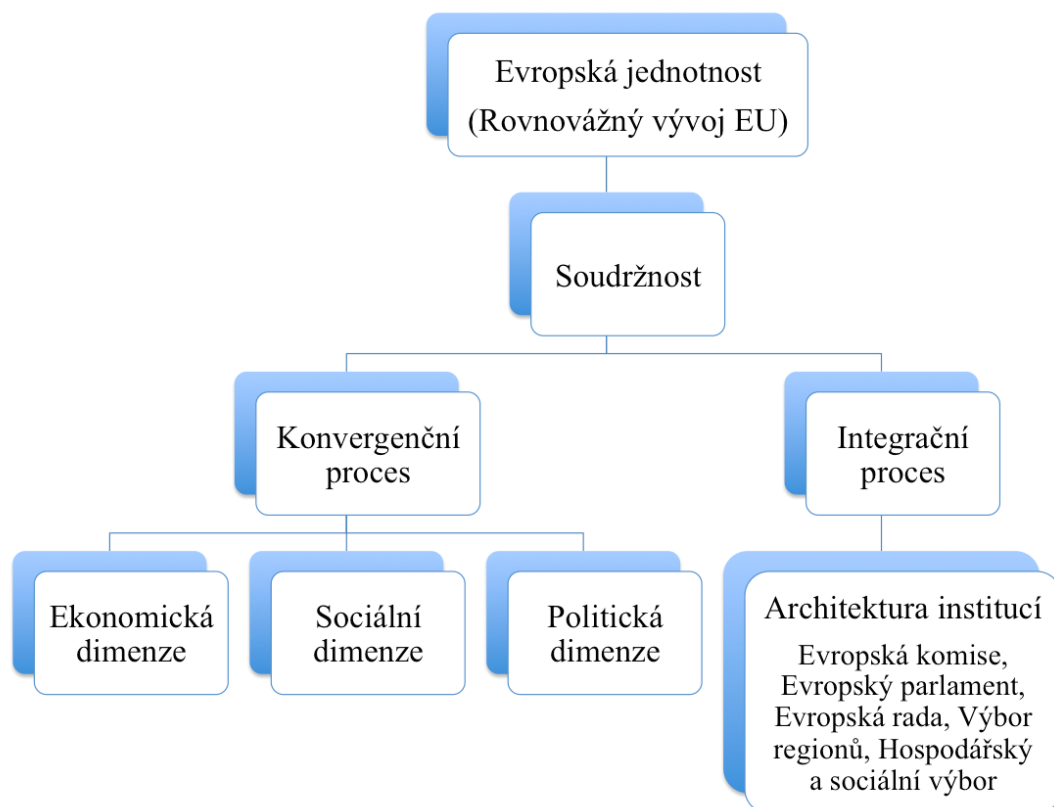 Evropská jednotnost
(Rovnovážný vývoj EU)
Soudržnost
Konvergenční
proces
Integrační
proces
Ekonomická
dimenze
Sociální
dimenze
Politická
dimenze
Architektura institucí
Evropská komise,
Evropský parlament,
Evropská rada, Výbor
regionů, Hospodářský
a sociální výbor